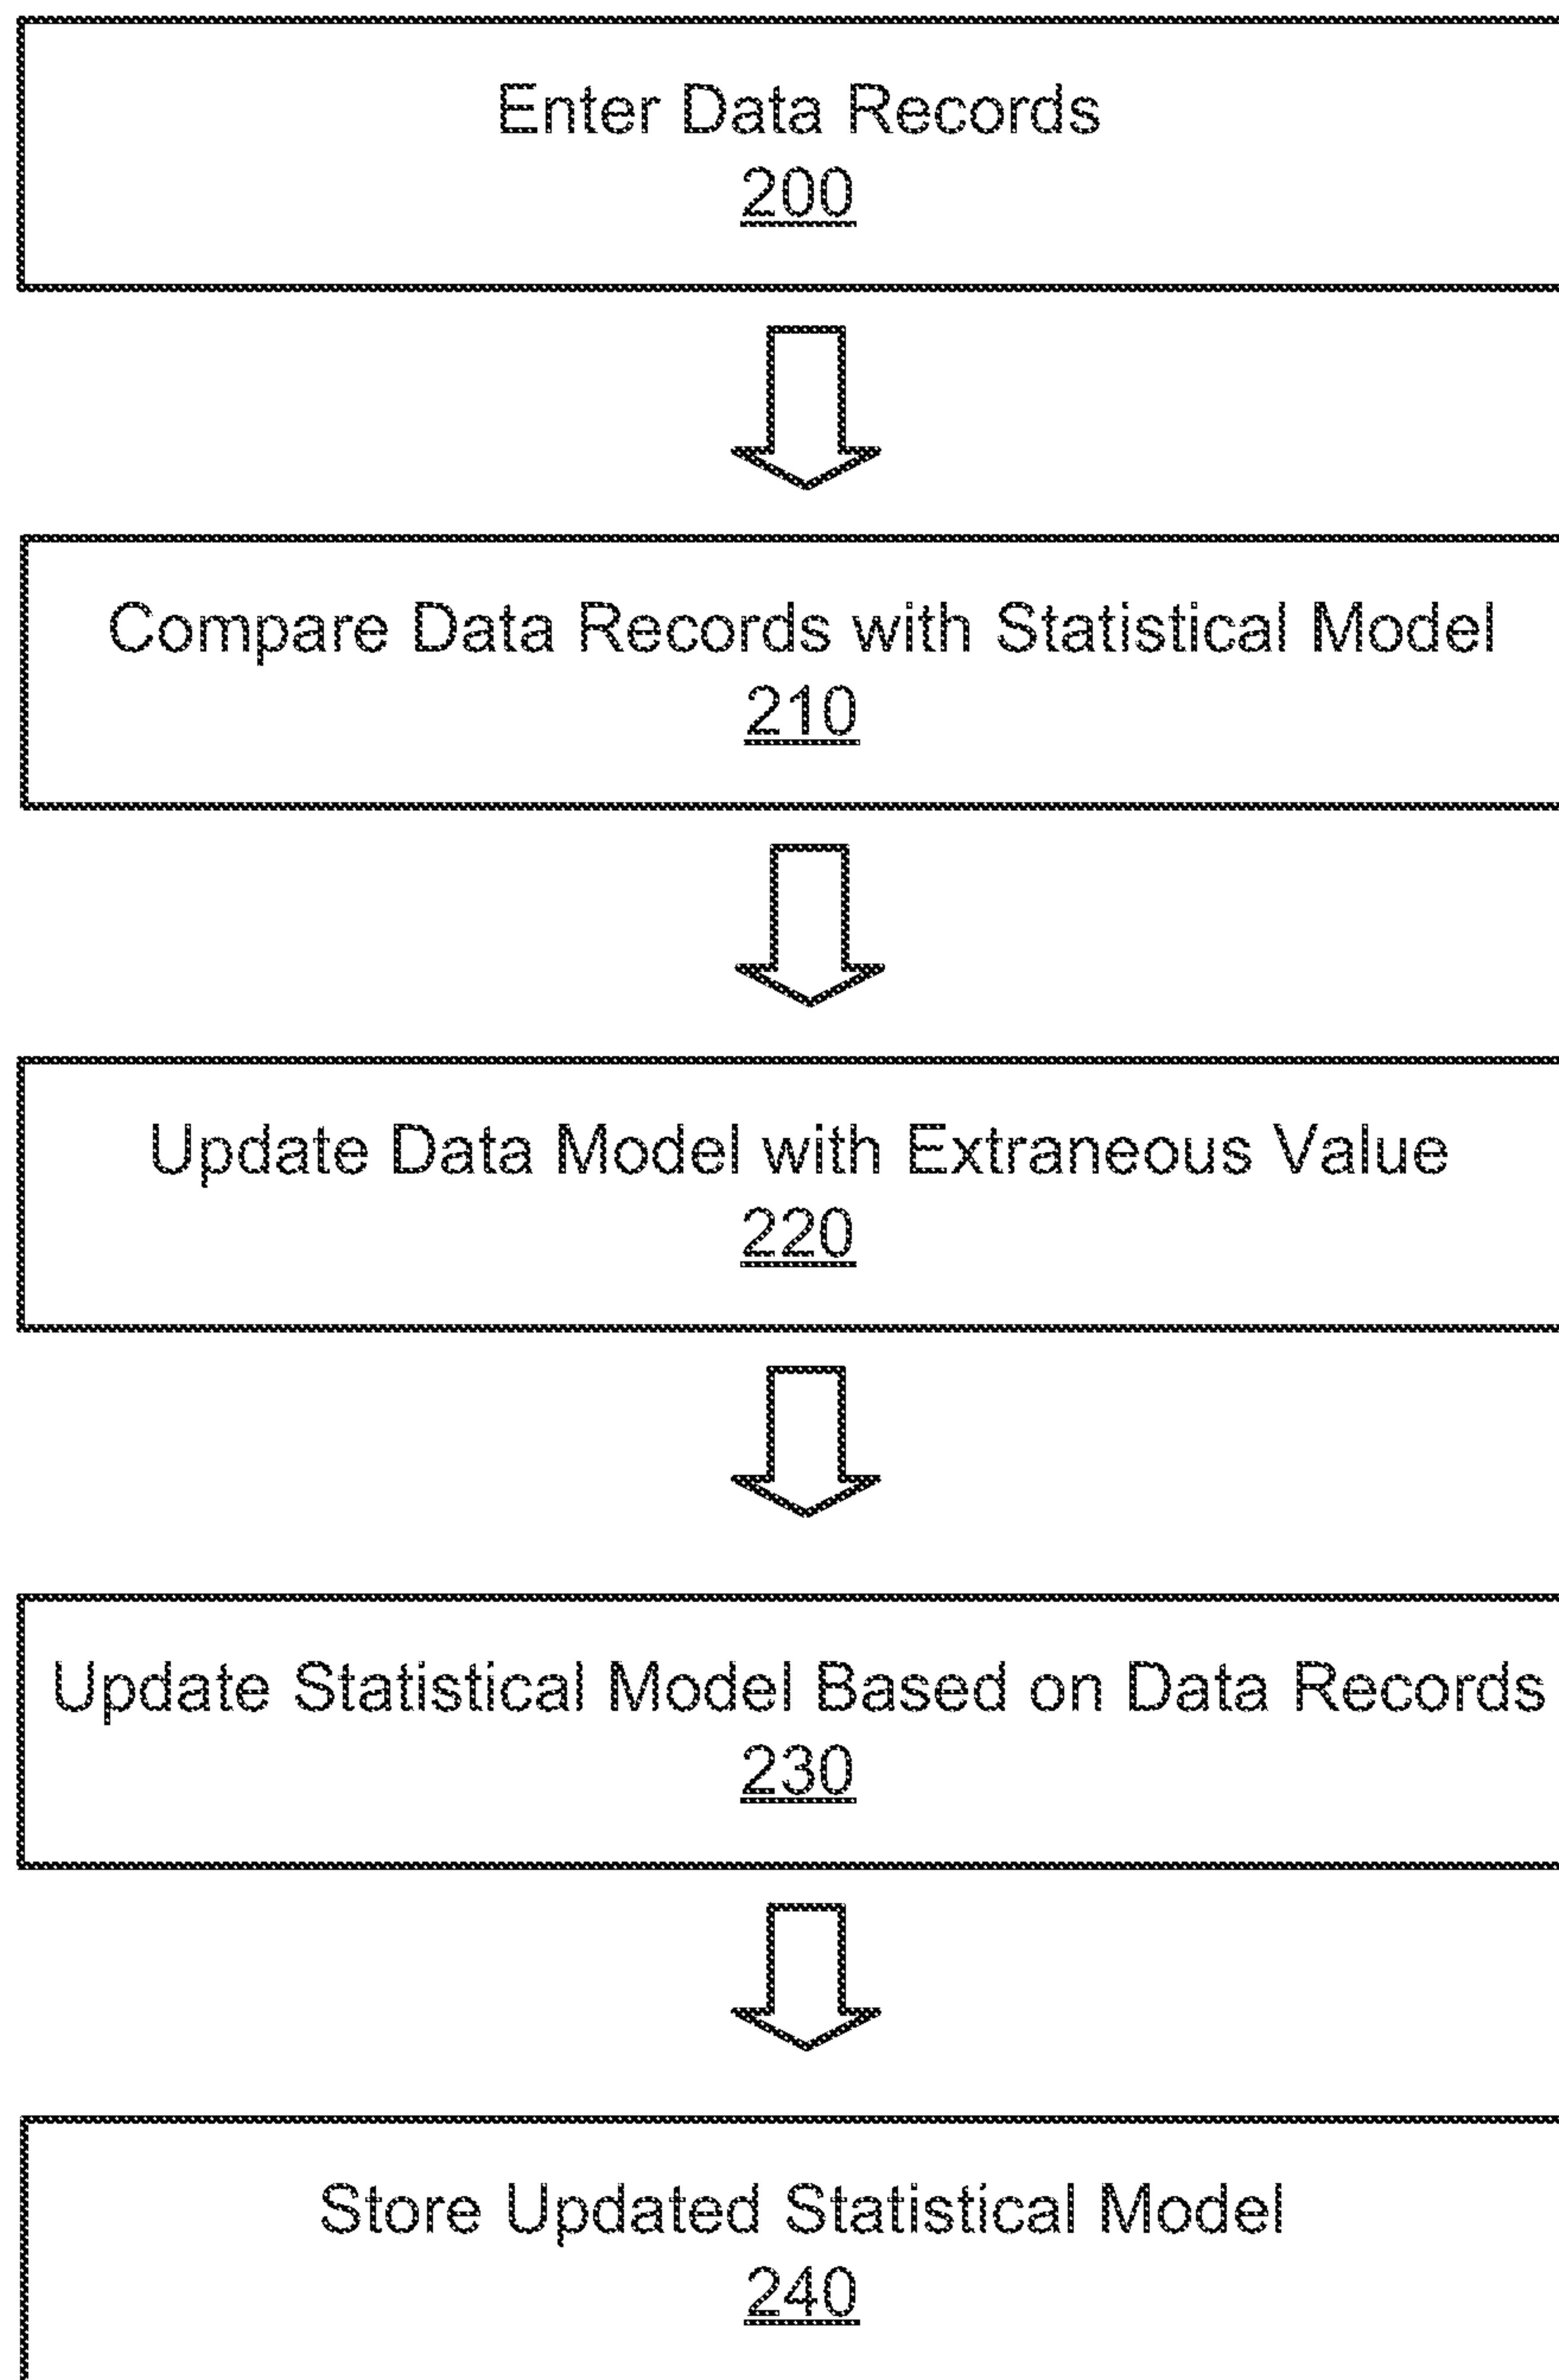 Enter Data Records
200
Compare Data Records with Statistical Model
210
Update Data Model with Extraneous Value
220
Update Statistical Model Based on Data Records
230
Store Updated Statistical Model
240